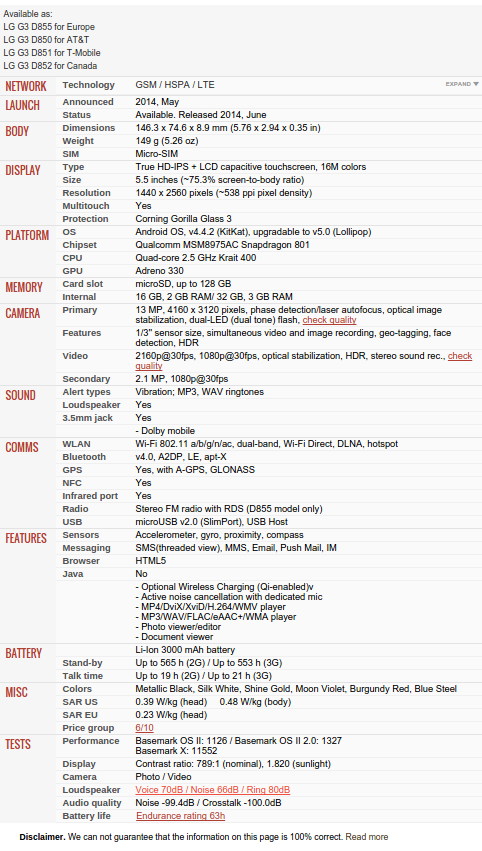 Available as:
LG G3 D855 for Europe
LG G3 D850 for AT&T
LG G3 D851 for T-Mobile
LG G3 D852 for Canada
NETWORK Technology GSM / HSPA / LTE EXPAND ▼
LAUNCH Announced 2014, May
Status Available. Released 2014, June
BODY Dimensions 146.3 x 74.6 x 8.9 mm (5.76 x 2.94 x 0.35 in)
Weight 149 g (5.26 oz)
SIM Micro-SIM
DISPLAY Type True HD-IPS + LCD capacitive touchscreen, 16M colors
Size 5.5 inches (~75.3% screen-to-body ratio)
Resolution 1440 x 2560 pixels (~538 ppi pixel density)
Multitouch Yes
Protection Corning Gorilla Glass 3
PLATFORM OS Android OS, v4.4.2 (KitKat), upgradable to v5.0 (Lollipop)
Chipset Qualcomm MSM8975AC Snapdragon 801
CPU Quad-core 2.5 GHz Krait 400
GPU Adreno 330
MEMORY Card slot microSD, up to 128 GB
Internal 16 GB, 2 GB RAM/ 32 GB, 3 GB RAM
CAMERA Primary 13 MP, 4160 x 3120 pixels, phase detection/laser autofocus, optical image
stabilization, dual-LED (dual tone) flash, check quality
Features 1/3" sensor size, simultaneous video and image recording, geo-tagging, face
detection, HDR
Video 2160p@30fps, 1080p@30fps, optical stabilization, HDR, stereo sound rec., check
quality
Secondary 2.1 MP, 1080p@30fps
SOUND Alert types Vibration; MP3, WAV ringtones
Loudspeaker Yes
3.5mm jack Yes
- Dolby mobile
COMMS WLAN Wi-Fi 802.11 a/b/g/n/ac, dual-band, Wi-Fi Direct, DLNA, hotspot
Bluetooth v4.0, A2DP, LE, apt-X
GPS Yes, with A-GPS, GLONASS
NFC Yes
Infrared port Yes
Radio Stereo FM radio with RDS (D855 model only)
USB microUSB v2.0 (SlimPort), USB Host
FEATURES Sensors Accelerometer, gyro, proximity, compass
Messaging SMS(threaded view), MMS, Email, Push Mail, IM
Browser HTML5
Java No
- Optional Wireless Charging (Qi-enabled)v
- Active noise cancellation with dedicated mic
- MP4/DviX/XviD/H.264/WMV player
- MP3/WAV/FLAC/eAAC+/WMA player
- Photo viewer/editor
- Document viewer
BATTERY Li-Ion 3000 mAh battery
Stand-by Up to 565 h (2G) / Up to 553 h (3G)
Talk time Up to 19 h (2G) / Up to 21 h (3G)
MISC Colors Metallic Black, Silk White, Shine Gold, Moon Violet, Burgundy Red, Blue Steel
SAR US 0.39 W/kg (head) 0.48 W/kg (body)
SAR EU 0.23 W/kg (head)
Price group 6/10
TESTS Performance Basemark OS II: 1126 / Basemark OS II 2.0: 1327
Basemark X: 11552
Display Contrast ratio: 789:1 (nominal), 1.820 (sunlight)
Camera Photo / Video
Loudspeaker Voice 70dB / Noise 66dB / Ring 80dB
Audio quality Noise -99.4dB / Crosstalk -100.0dB
Battery life Endurance rating 63h
Disclaimer. We can not guarantee that the information on this page is 100% correct. Read more